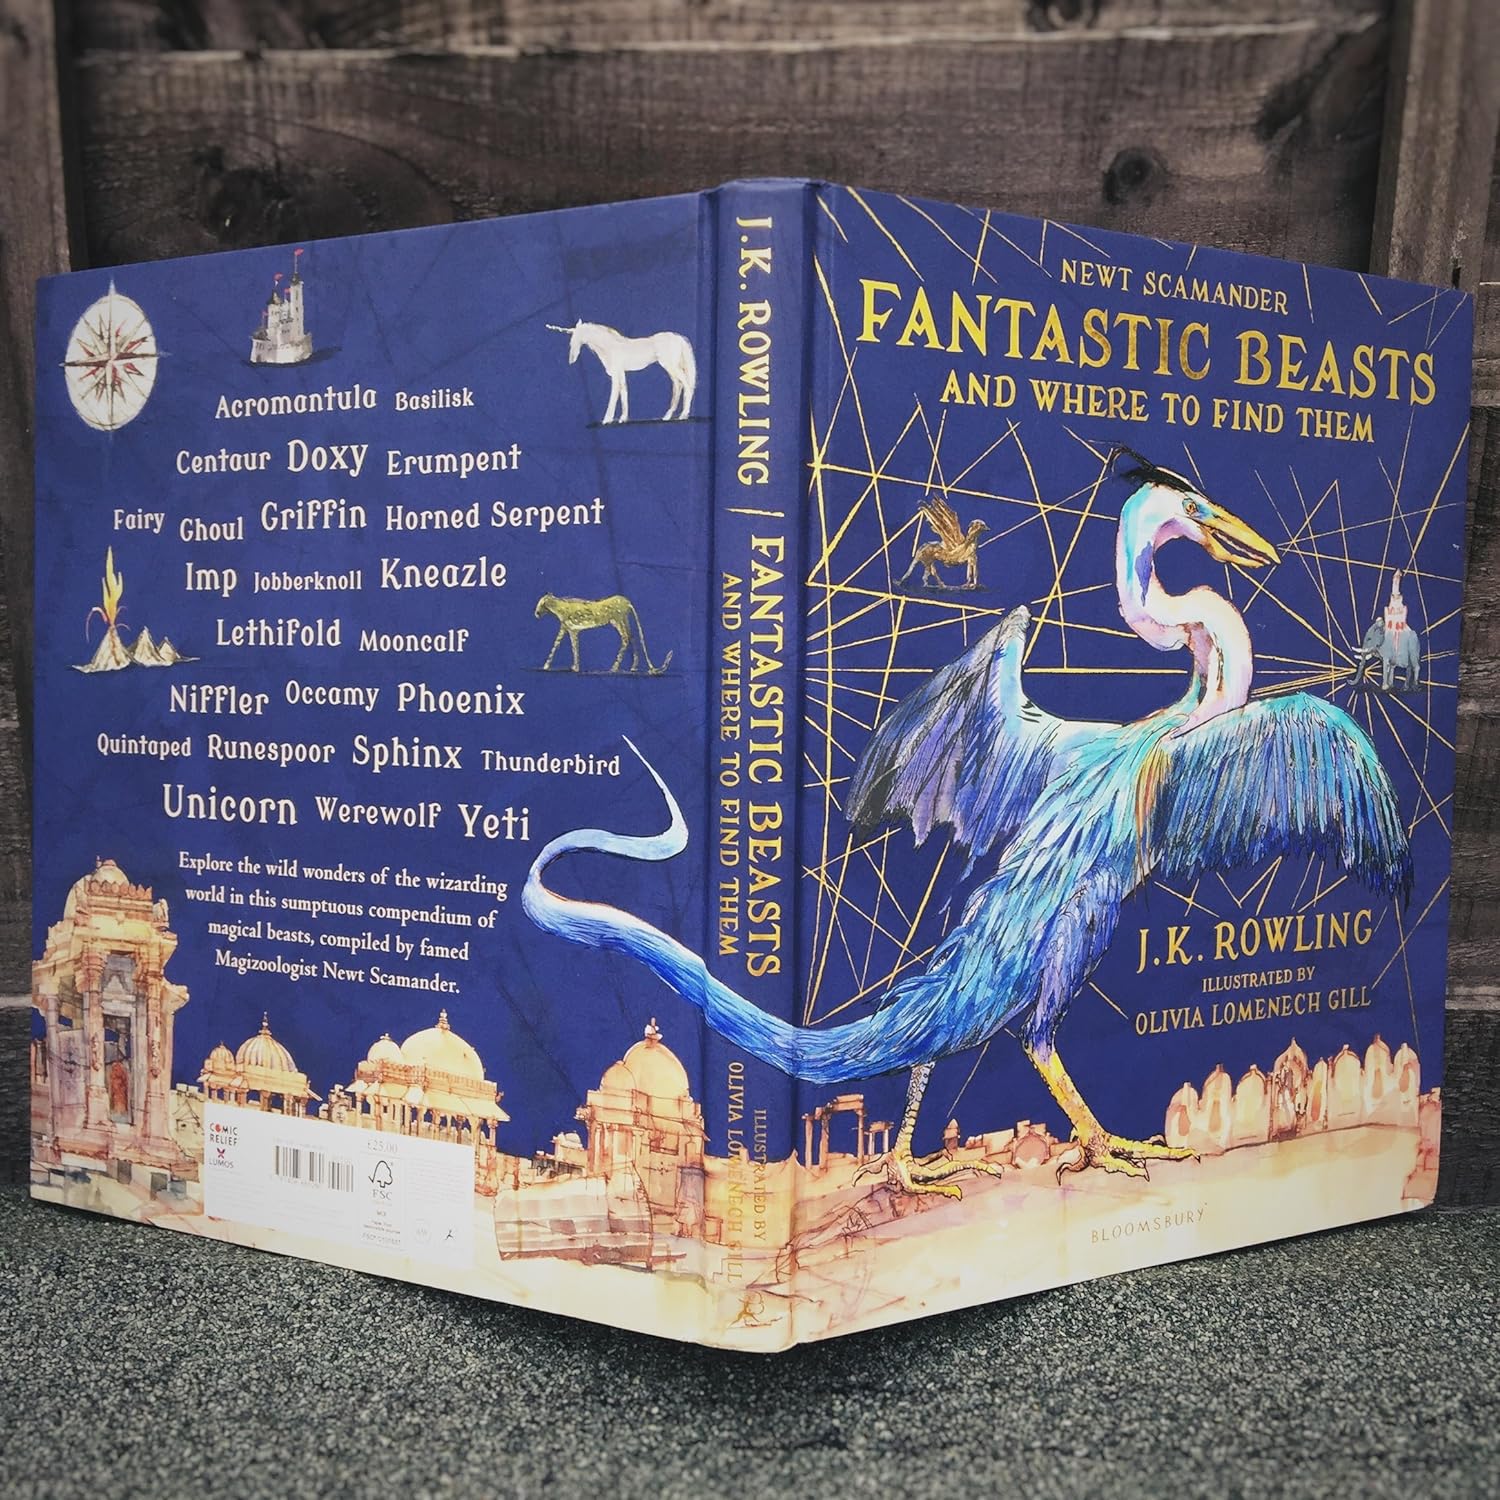 Acromantula Basilisk
Centaur Doxy Erumpent
Fairy Ghoul Griffin Horned Serpent
Imp Jobberknoll Kneazle
Lethifold Mooncalf
Niffler Occamy Phoenix
Quintaped Runespoor Sphinx Thunderbird
Unicorn Werewolf Yeti
Explore the wild wonders of the wizarding
world in this sumptuous compendium of
magical beasts, compiled by famed
Magizoologist Newt Scamander.
COMIC
RELIEF
LUMOS
£25.00
FSC
J.K. ROWLING / FANTASTIC BEASTS
AND WHERE TO FIND THEM
ILLUSTRATED BY
OLIVIA LOMENECH GILL
NEWT SCAMANDER
FANTASTIC BEASTS
AND WHERE TO FIND THEM
J.K. ROWLING
ILLUSTRATED BY
OLIVIA LOMENECH GILL
BLOOMSBURY